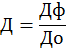 Д = Дф
До